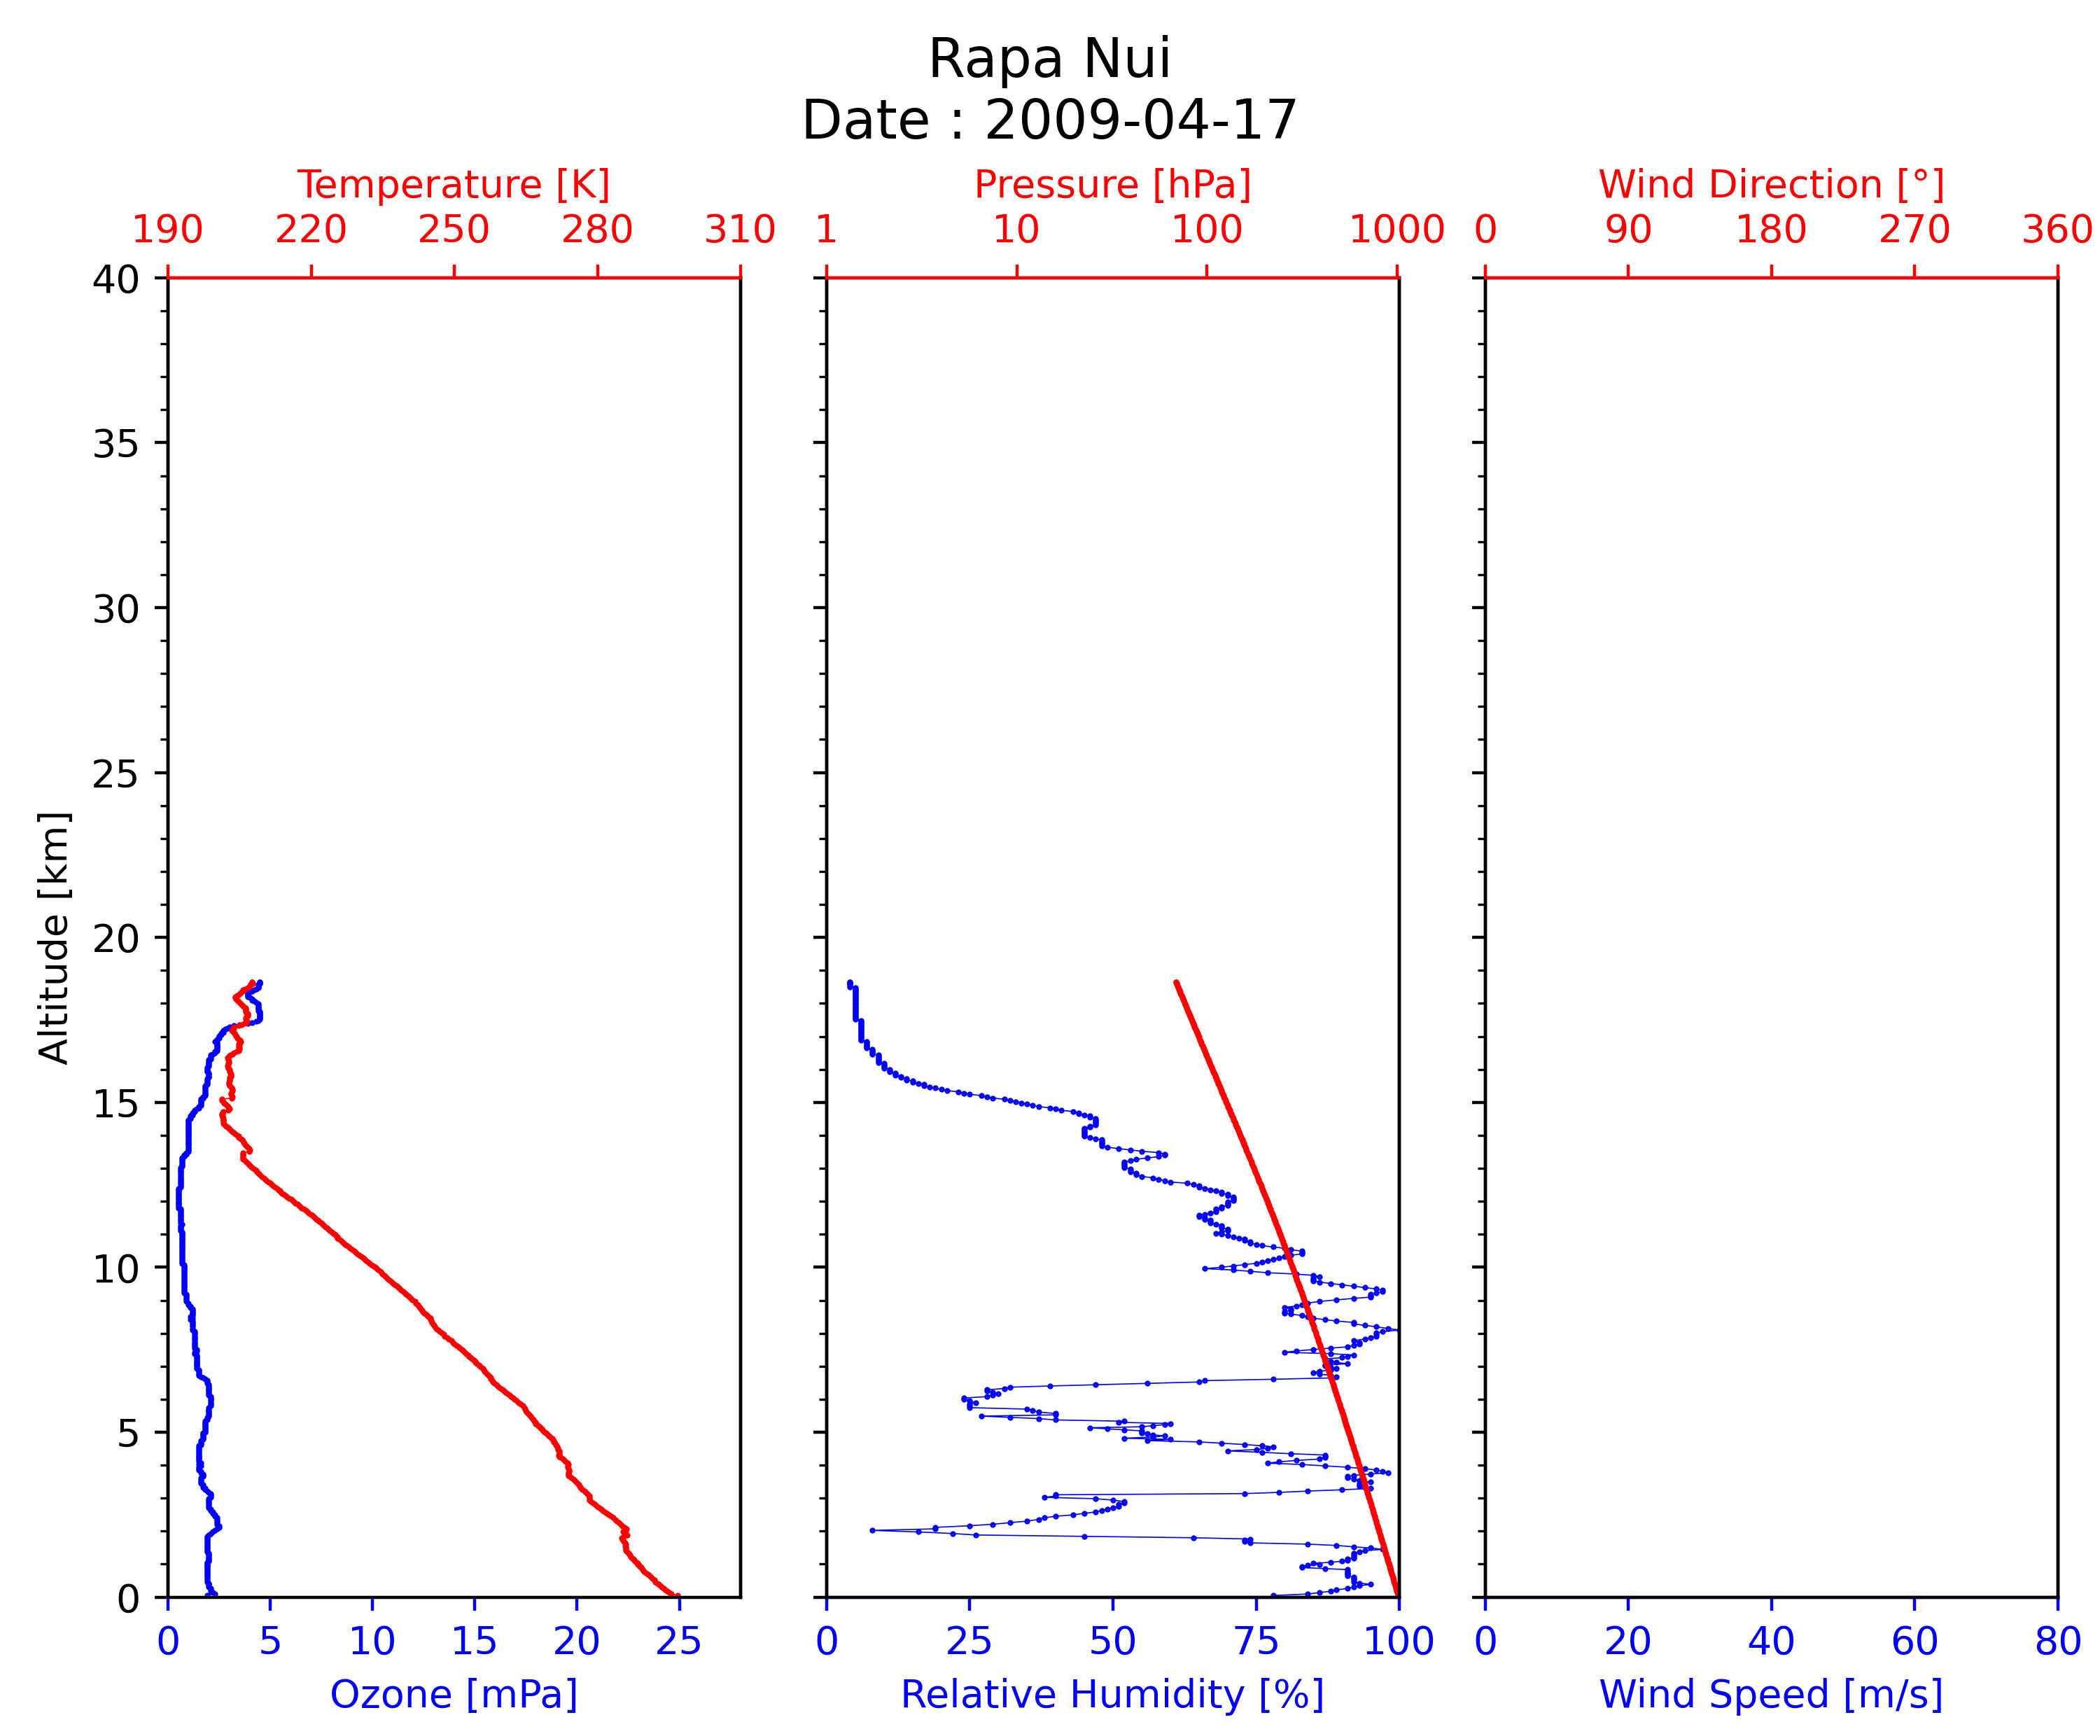 Rapa Nui
Date : 2009-04-17
Temperature [K]
190 220 250 280 310
Pressure [hPa]
1 10 100 1000
Wind Direction [°]
0 90 180 270 360
Altitude [km]
40
35
30
25
20
15
10
5
0
0 5 10 15 20 25
Ozone [mPa]
0 25 50 75 100
Relative Humidity [%]
0 20 40 60 80
Wind Speed [m/s]